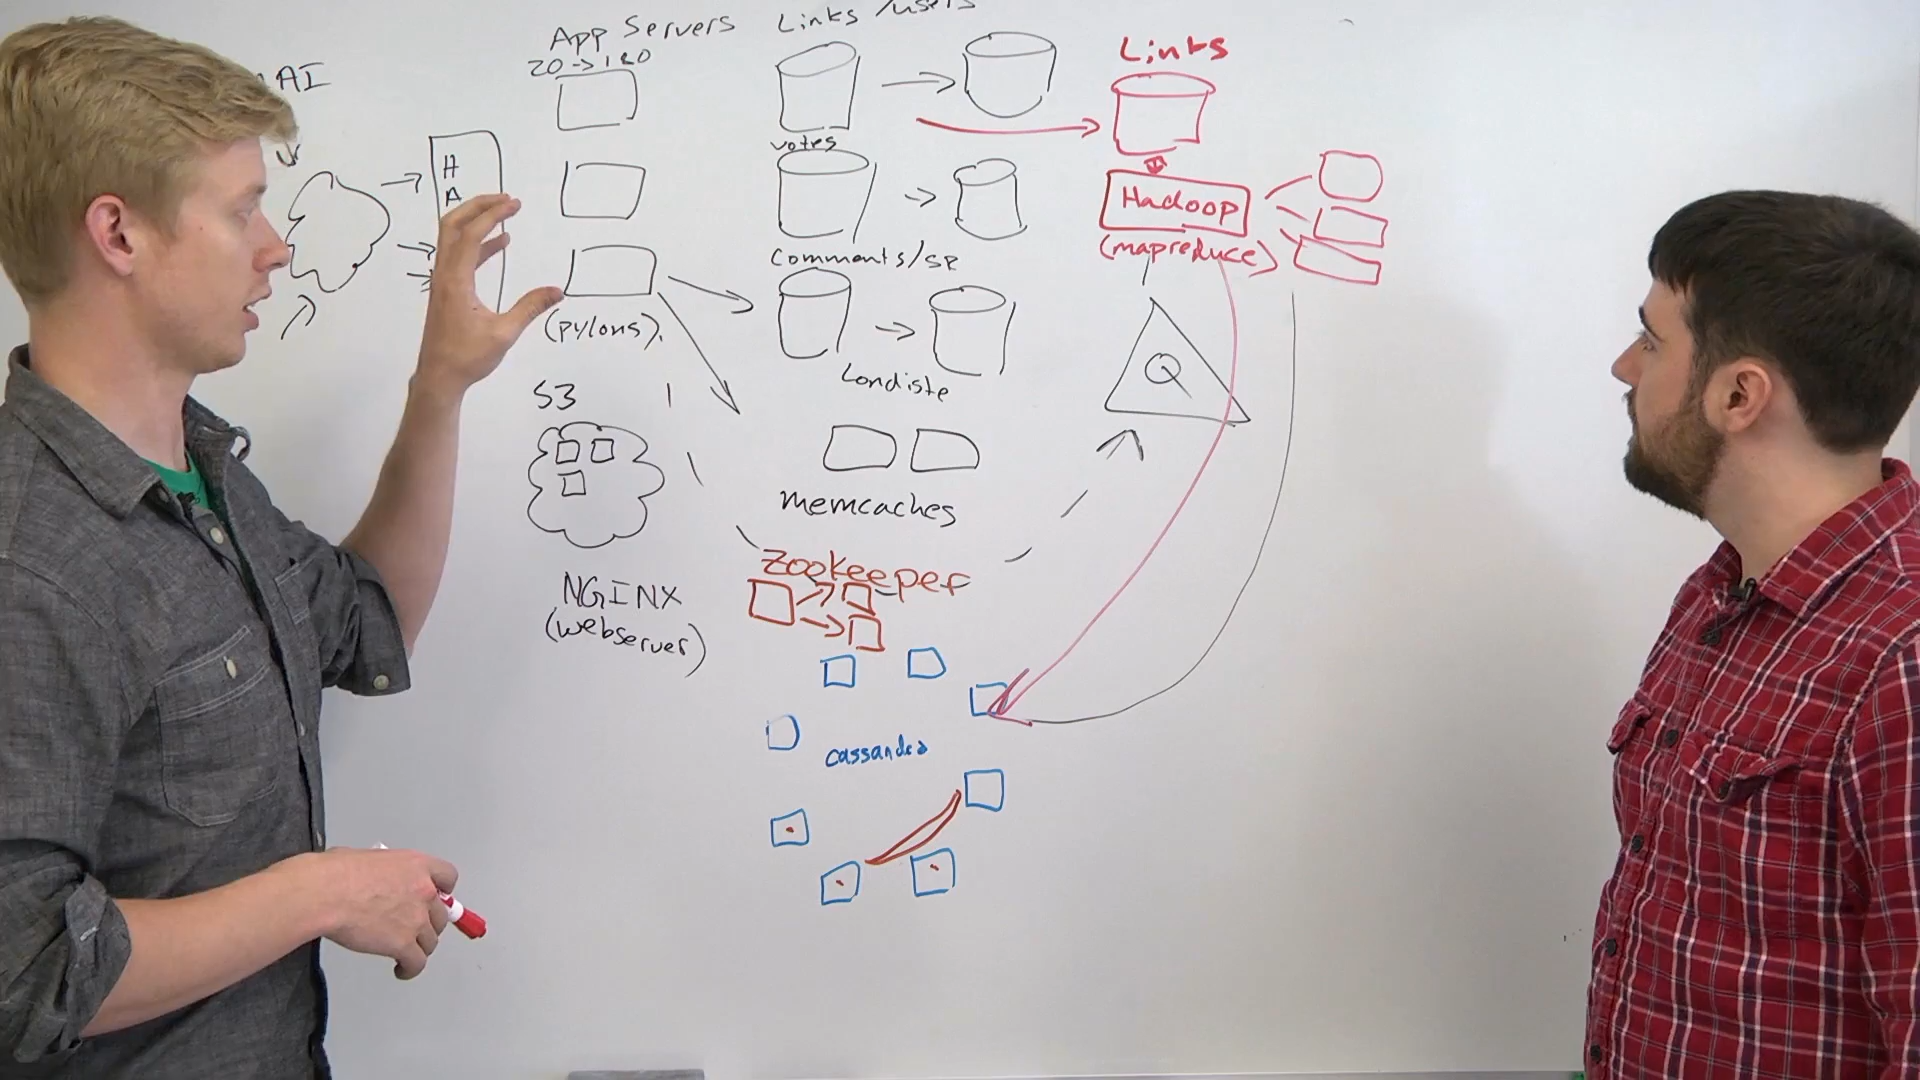 AI
H
A
App Servers
20 → 120
(pylons)
S3
NGINX
(webserver)
Links /users
votes
Comments/SR
Londiste
memcaches
Zookeeper
cassandra
Links
Hadoop
(mapreduce)
Q